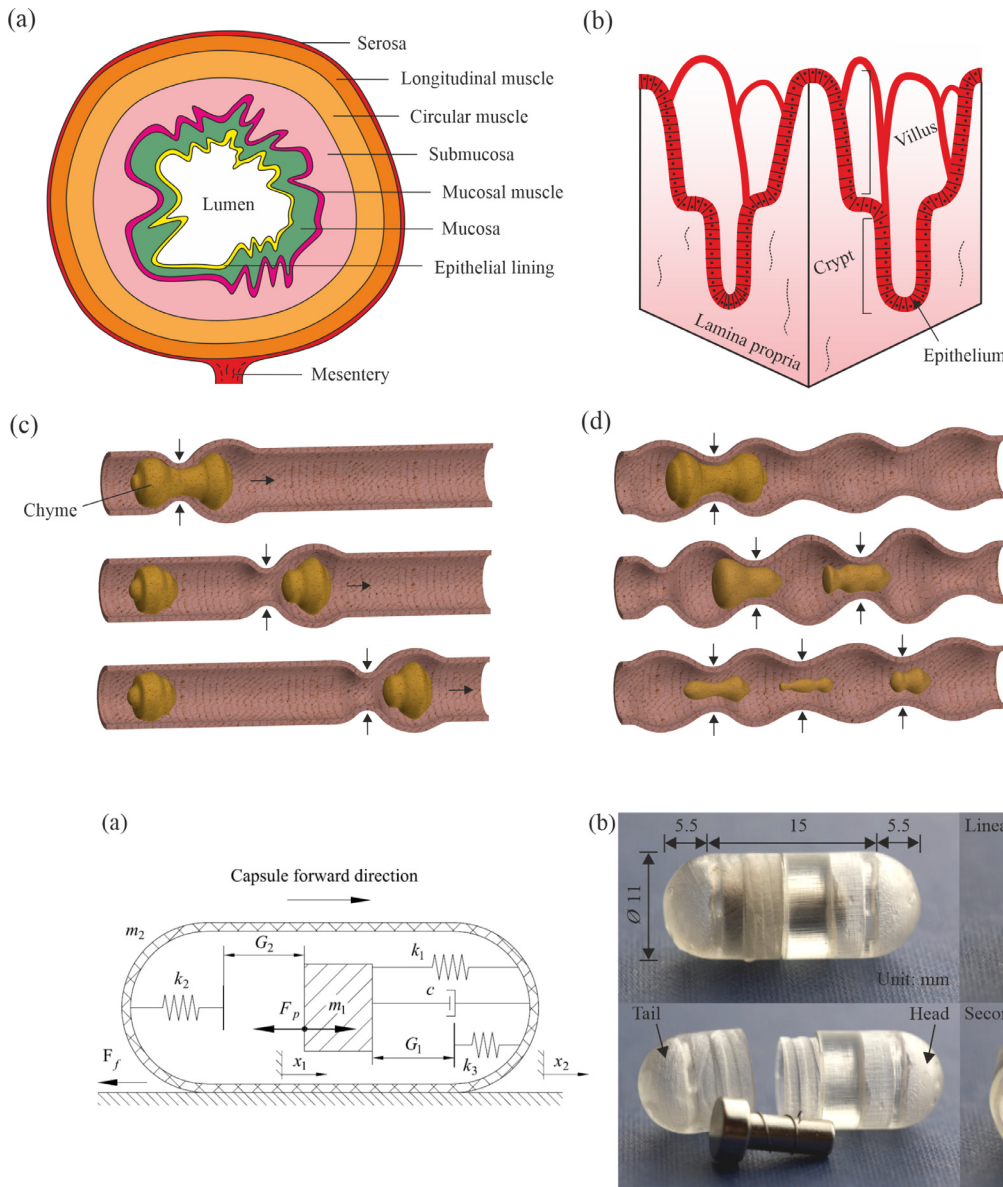 (a)
Serosa
Longitudinal muscle
Circular muscle
Submucosa
Mucosal muscle
Mucosa
Epithelial lining
Lumen
Mesentery
(b)
Villus
Crypt
Lamina propria
Epithelium
(c)
Chyme
(d)
(a)
Capsule forward direction
m2
G2
k1
k2
c
Fp
m1
G1
k3
Ff
x1
x2
(b)
5.5
15
5.5
Ø 11
Unit: mm
Tail
Head